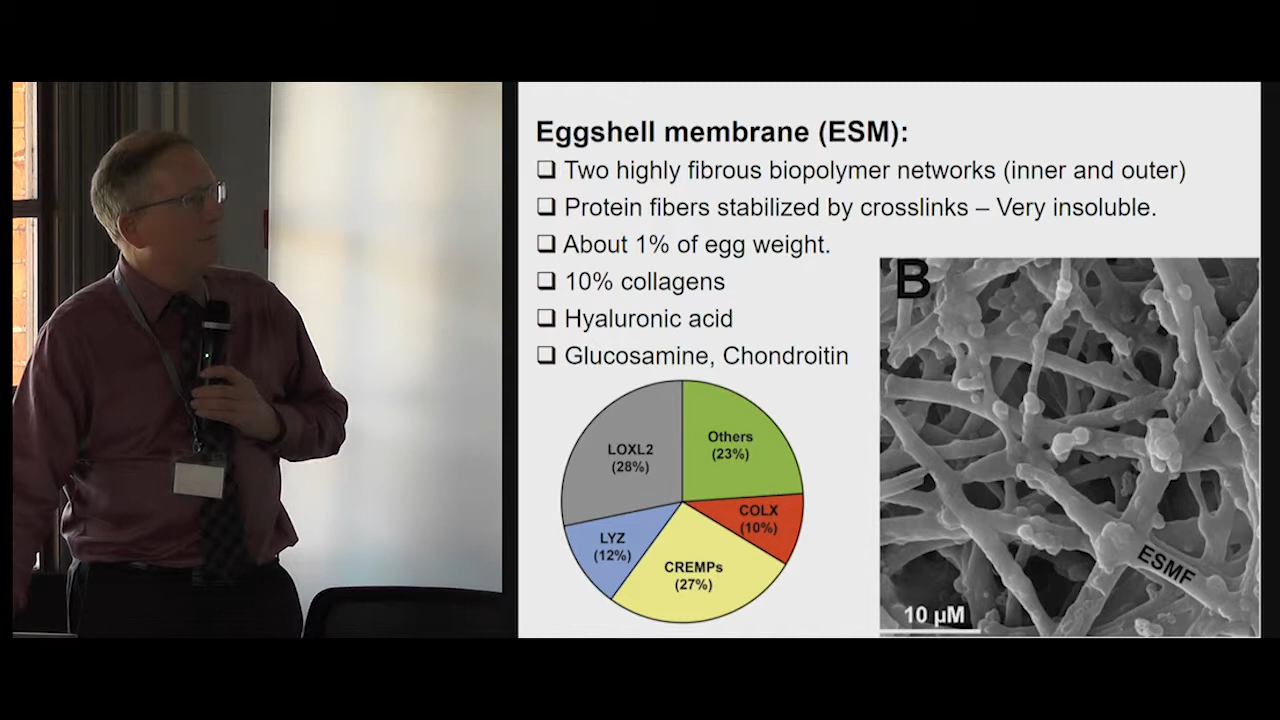 Eggshell membrane (ESM):
❑ Two highly fibrous biopolymer networks (inner and outer)
❑ Protein fibers stabilized by crosslinks – Very insoluble.
❑ About 1% of egg weight.
❑ 10% collagens
❑ Hyaluronic acid
❑ Glucosamine, Chondroitin
LOXL2
(28%)
Others
(23%)
COLX
(10%)
LYZ
(12%)
CREMPs
(27%)
B
ESMF
10 µM